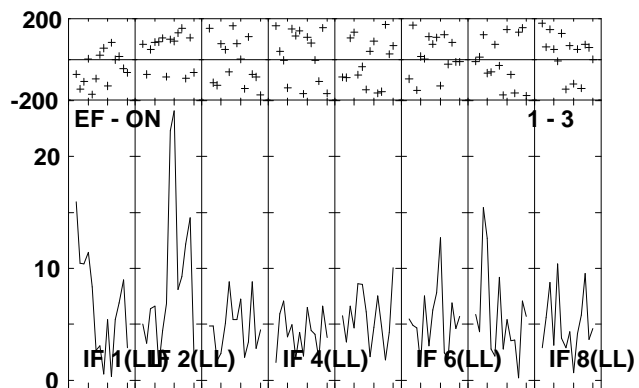 200
-200
EF - ON 1 - 3
20
10
IF 1(LL) IF 2(LL) IF 4(LL) IF 6(LL) IF 8(LL)
0